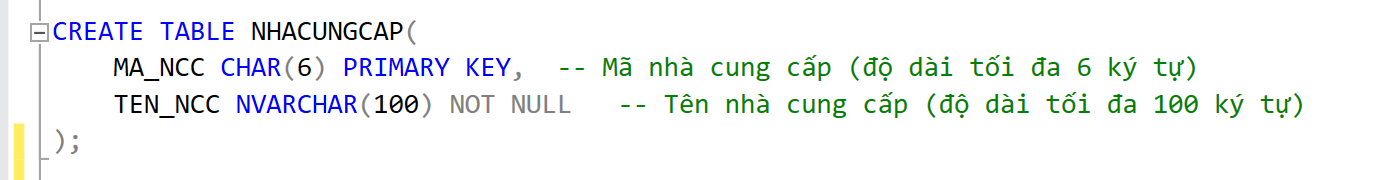 CREATE TABLE NHACUNGCAP(
MA_NCC CHAR(6) PRIMARY KEY,  -- Mã nhà cung cấp (độ dài tối đa 6 ký tự)
TEN_NCC NVARCHAR(100) NOT NULL   -- Tên nhà cung cấp (độ dài tối đa 100 ký tự)
);